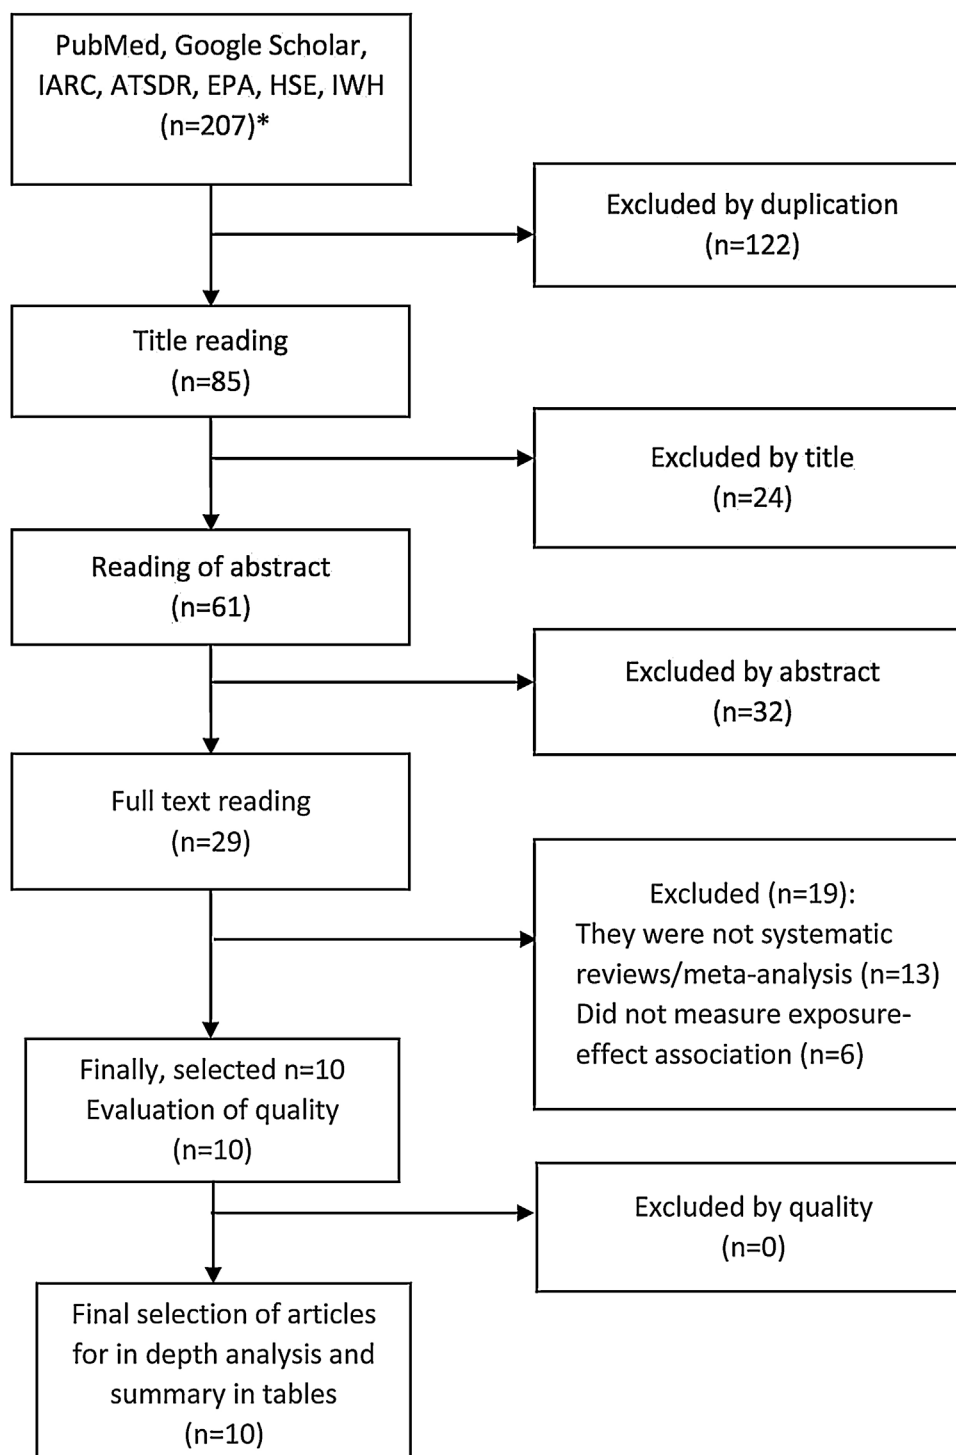 PubMed, Google Scholar,
IARC, ATSDR, EPA, HSE, IWH
(n=207)*
Excluded by duplication
(n=122)
Title reading
(n=85)
Excluded by title
(n=24)
Reading of abstract
(n=61)
Excluded by abstract
(n=32)
Full text reading
(n=29)
Excluded (n=19):
They were not systematic
reviews/meta-analysis (n=13)
Did not measure exposure-
effect association (n=6)
Finally, selected n=10
Evaluation of quality
(n=10)
Excluded by quality
(n=0)
Final selection of articles
for in depth analysis and
summary in tables
(n=10)